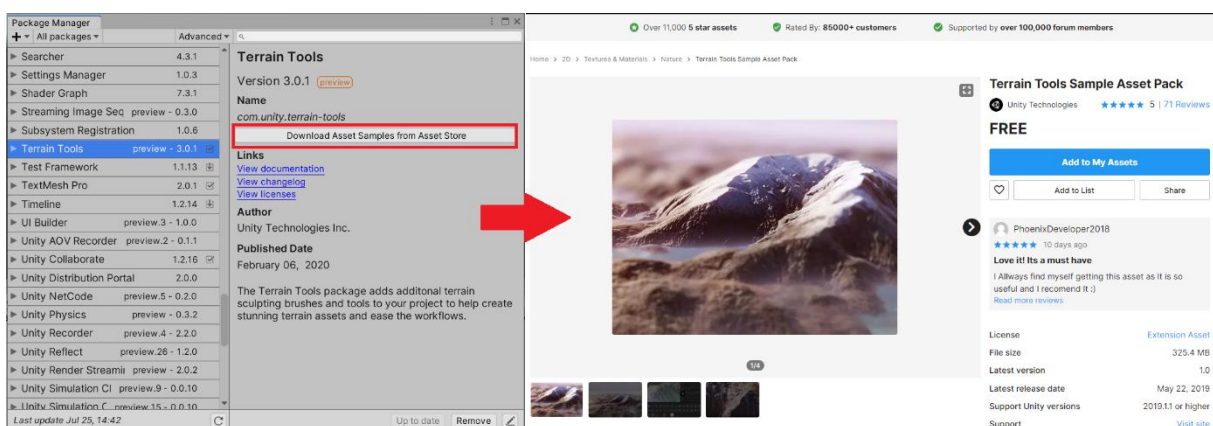 Package Manager
+ All packages Advanced
Searcher 4.3.1
Settings Manager 1.0.3
Shader Graph 7.3.1
Streaming Image Seq preview - 0.3.0
Subsystem Registration 1.0.6
Terrain Tools preview - 3.0.1
Test Framework 1.1.13
TextMesh Pro 2.0.1
Timeline 1.2.14
UI Builder preview.3 - 1.0.0
Unity AOV Recorder preview.2 - 0.1.1
Unity Collaborate 1.2.16
Unity Distribution Portal 2.0.0
Unity NetCode preview.5 - 0.2.0
Unity Physics preview - 0.3.2
Unity Recorder preview.4 - 2.2.0
Unity Reflect preview.26 - 1.2.0
Unity Render Streamin preview - 2.0.2
Unity Simulation Cl preview.9 - 0.0.10
Unity Simulation C preview.15 - 0.0.10
Last update Jul 25, 14:42
Terrain Tools
Version 3.0.1 preview
Name
com.unity.terrain-tools
Download Asset Samples from Asset Store
Links
View documentation
View changelog
View licenses
Author
Unity Technologies Inc.
Published Date
February 06, 2020
The Terrain Tools package adds additonal terrain
sculpting brushes and tools to your project to help create
stunning terrain assets and ease the workflows.
Up to date Remove
Over 11,000 5 star assets
Rated By: 85000+ customers
Supported by over 100,000 forum members
Home > 2D > Textures & Materials > Nature > Terrain Tools Sample Asset Pack
1/4
Terrain Tools Sample Asset Pack
Unity Technologies ★★★★★ 5 | 71 Reviews
FREE
Add to My Assets
Add to List Share
PhoenixDeveloper2018
★★★★★ 10 days ago
Love it! Its a must have
I Allways find myself getting this asset as it is so
useful and I recomend It :)
Read more reviews
License Extension Asset
File size 325.4 MB
Latest version 1.0
Latest release date May 22, 2019
Support Unity versions 2019.1.1 or higher
Support Visit site